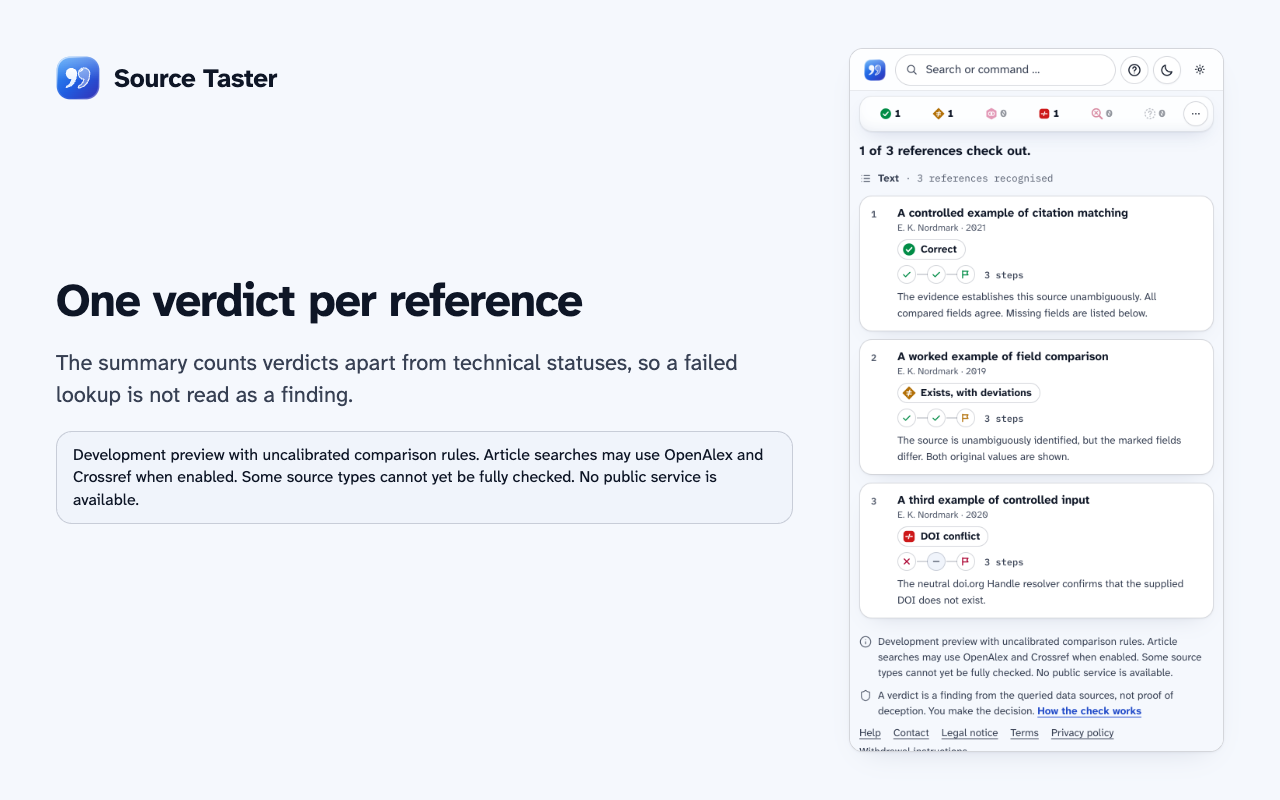 Source Taster
One verdict per reference
The summary counts verdicts apart from technical statuses, so a failed
lookup is not read as a finding.
Development preview with uncalibrated comparison rules. Article searches may use OpenAlex and
Crossref when enabled. Some source types cannot yet be fully checked. No public service is
available.
Search or command ...
1 1 0 1 0 0
1 of 3 references check out.
Text · 3 references recognised
1 A controlled example of citation matching
E. K. Nordmark · 2021
Correct
3 steps
The evidence establishes this source unambiguously. All
compared fields agree. Missing fields are listed below.
2 A worked example of field comparison
E. K. Nordmark · 2019
Exists, with deviations
3 steps
The source is unambiguously identified, but the marked fields
differ. Both original values are shown.
3 A third example of controlled input
E. K. Nordmark · 2020
DOI conflict
3 steps
The neutral doi.org Handle resolver confirms that the supplied
DOI does not exist.
Development preview with uncalibrated comparison rules. Article
searches may use OpenAlex and Crossref when enabled. Some source
types cannot yet be fully checked. No public service is available.
A verdict is a finding from the queried data sources, not proof of
deception. You make the decision. How the check works
Help Contact Legal notice Terms Privacy policy
Withdrawal instructions